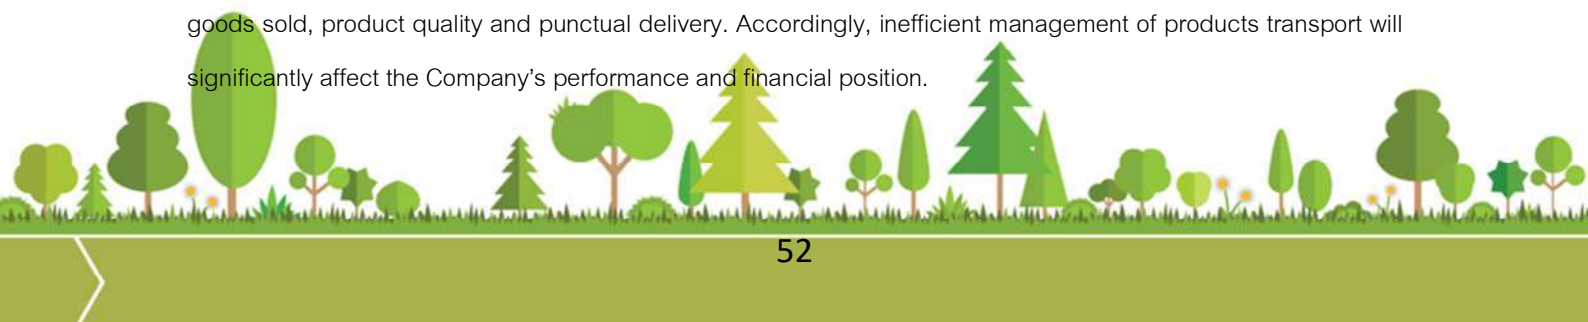 goods sold, product quality and punctual delivery. Accordingly, inefficient management of products transport will
significantly affect the Company's performance and financial position.
52